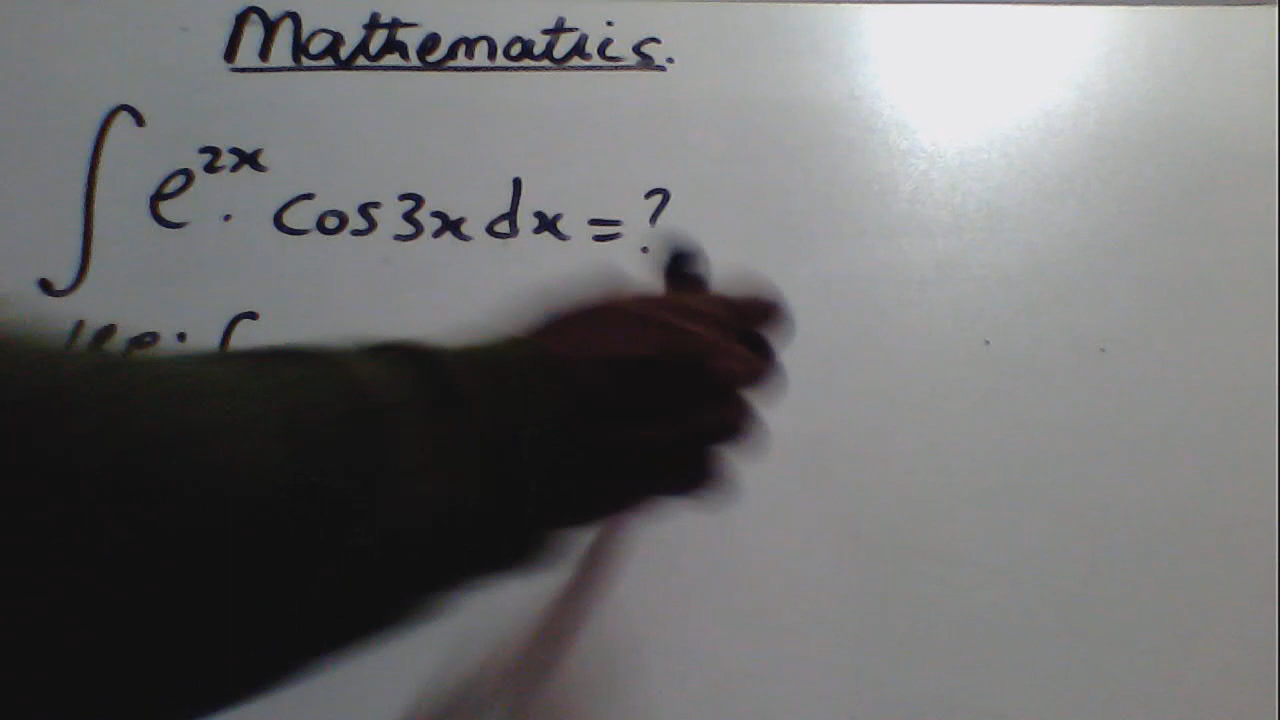 Mathematics.
∫ e^{2x} . cos3x dx = ?